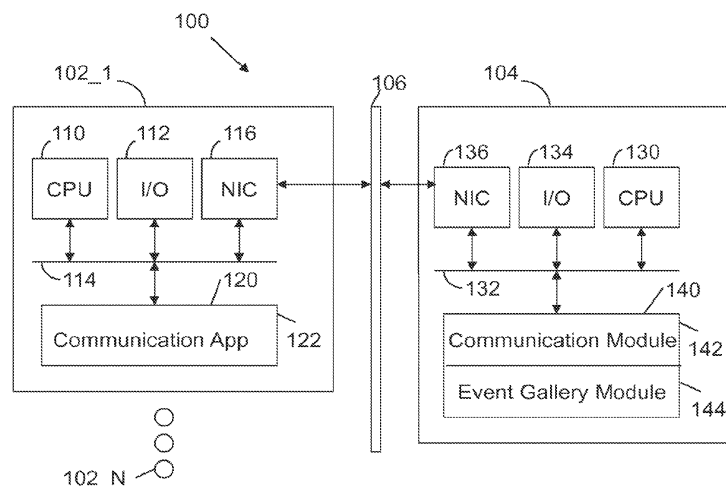 100
102_1
106
104
110
112
116
136
134
130
CPU
I/O
NIC
NIC
I/O
CPU
114
120
132
140
Communication App
122
Communication Module
142
Event Gallery Module
144
102_N